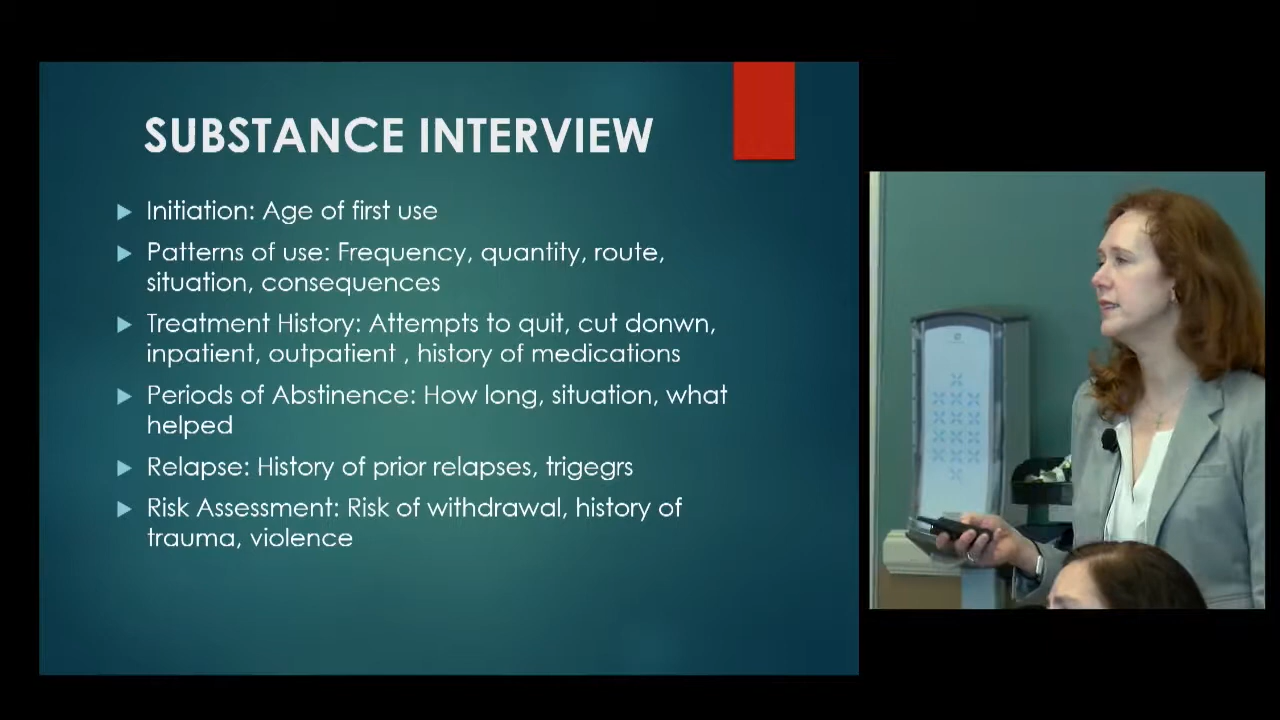 SUBSTANCE INTERVIEW
Initiation: Age of first use
Patterns of use: Frequency, quantity, route,
situation, consequences
Treatment History: Attempts to quit, cut donwn,
inpatient, outpatient , history of medications
Periods of Abstinence: How long, situation, what
helped
Relapse: History of prior relapses, trigegrs
Risk Assessment: Risk of withdrawal, history of
trauma, violence